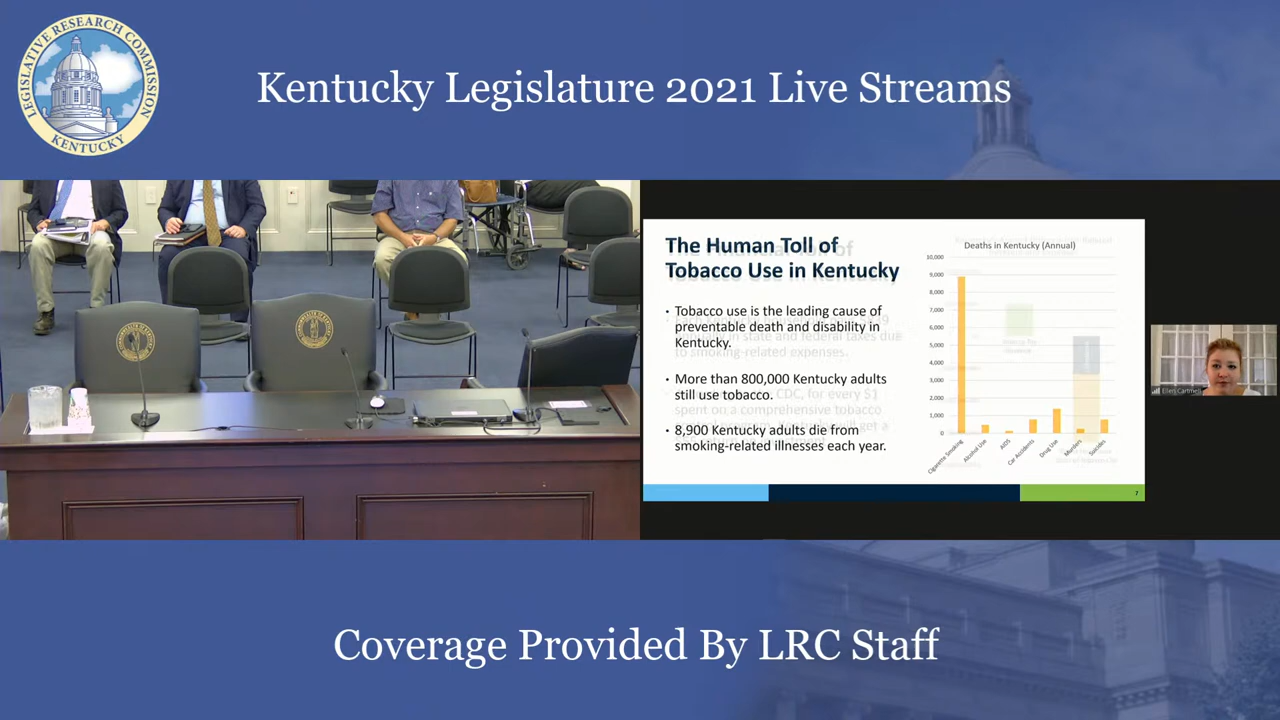 LEGISLATIVE RESEARCH COMMISSION
KENTUCKY
Kentucky Legislature 2021 Live Streams
The Human Toll of
Tobacco Use in Kentucky
• Tobacco use is the leading cause of
preventable death and disability in
Kentucky.
• More than 800,000 Kentucky adults
still use tobacco.
• 8,900 Kentucky adults die from
smoking-related illnesses each year.
Deaths in Kentucky (Annual)
10,000
9,000
8,000
7,000
6,000
5,000
4,000
3,000
2,000
1,000
0
Cigarette Smoking
Alcohol Use
AIDS
Car Accidents
Drug Use
Murders
Suicides
7
Coverage Provided By LRC Staff